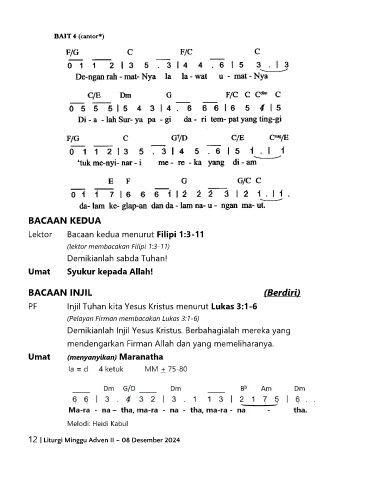 BAIT 4 (cantor*)
F/G C F/C C
0 1 1 2 | 3 5 . 3 | 4 4 . 6 | 5 3 . | 3
De-ngan rah - mat- Nya la la - wat u - mat - Nya
C/E Dm G F/C C C#m C
0 5 5 5 | 5 4 3 | 4 . 6 6 6 | 6 5 4 | 5
Di - a - lah Sur- ya pa - gi da - ri tem- pat yang ting-gi
F/G C G7/D C/E Cm/E
0 1 1 2 | 3 5 . 3 | 4 5 . 6 | 5 1 . | 1
'tuk me-nyi- nar - i me - re - ka yang di - am
E F G G/C C
0 1 1 7 | 6 6 6 1 | 2 2 2 3 | 2 1 . | 1 .
da- lam ke- glap-an dan da - lam na- u - ngan ma- ut.
BACAAN KEDUA
Lektor Bacaan kedua menurut Filipi 1:3-11
(lektor membacakan Filipi 1:3-11)
Demikianlah sabda Tuhan!
Umat Syukur kepada Allah!
BACAAN INJIL (Berdiri)
PF Injil Tuhan kita Yesus Kristus menurut Lukas 3:1-6
(Pelayan Firman membacakan Lukas 3:1-6)
Demikianlah Injil Yesus Kristus. Berbahagialah mereka yang
mendengarkan Firman Allah dan yang memeliharanya.
Umat (menyanyikan) Maranatha
la = d 4 ketuk MM ± 75-80
Dm G/D Dm Bb Am Dm
6 6 | 3 . 4 3 2 | 3 . 1 1 3 | 2 1 7 5 | 6 . .
Ma-ra - na – tha, ma-ra - na - tha, ma-ra - na - tha.
Melodi: Heidi Kabul
12 | Liturgi Minggu Adven II – 08 Desember 2024